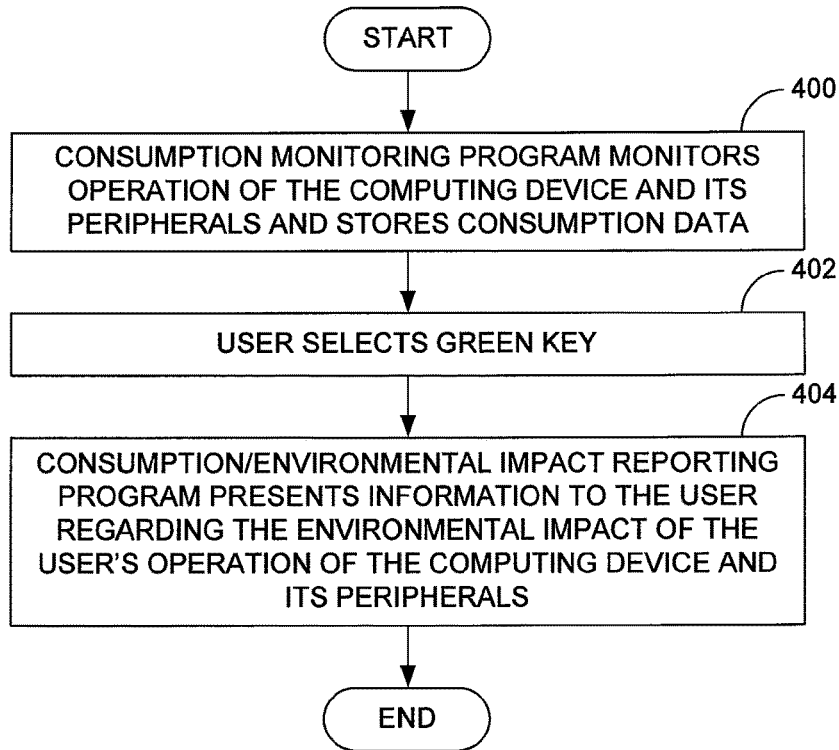 START
400
CONSUMPTION MONITORING PROGRAM MONITORS
OPERATION OF THE COMPUTING DEVICE AND ITS
PERIPHERALS AND STORES CONSUMPTION DATA
402
USER SELECTS GREEN KEY
404
CONSUMPTION/ENVIRONMENTAL IMPACT REPORTING
PROGRAM PRESENTS INFORMATION TO THE USER
REGARDING THE ENVIRONMENTAL IMPACT OF THE
USER'S OPERATION OF THE COMPUTING DEVICE AND
ITS PERIPHERALS
END